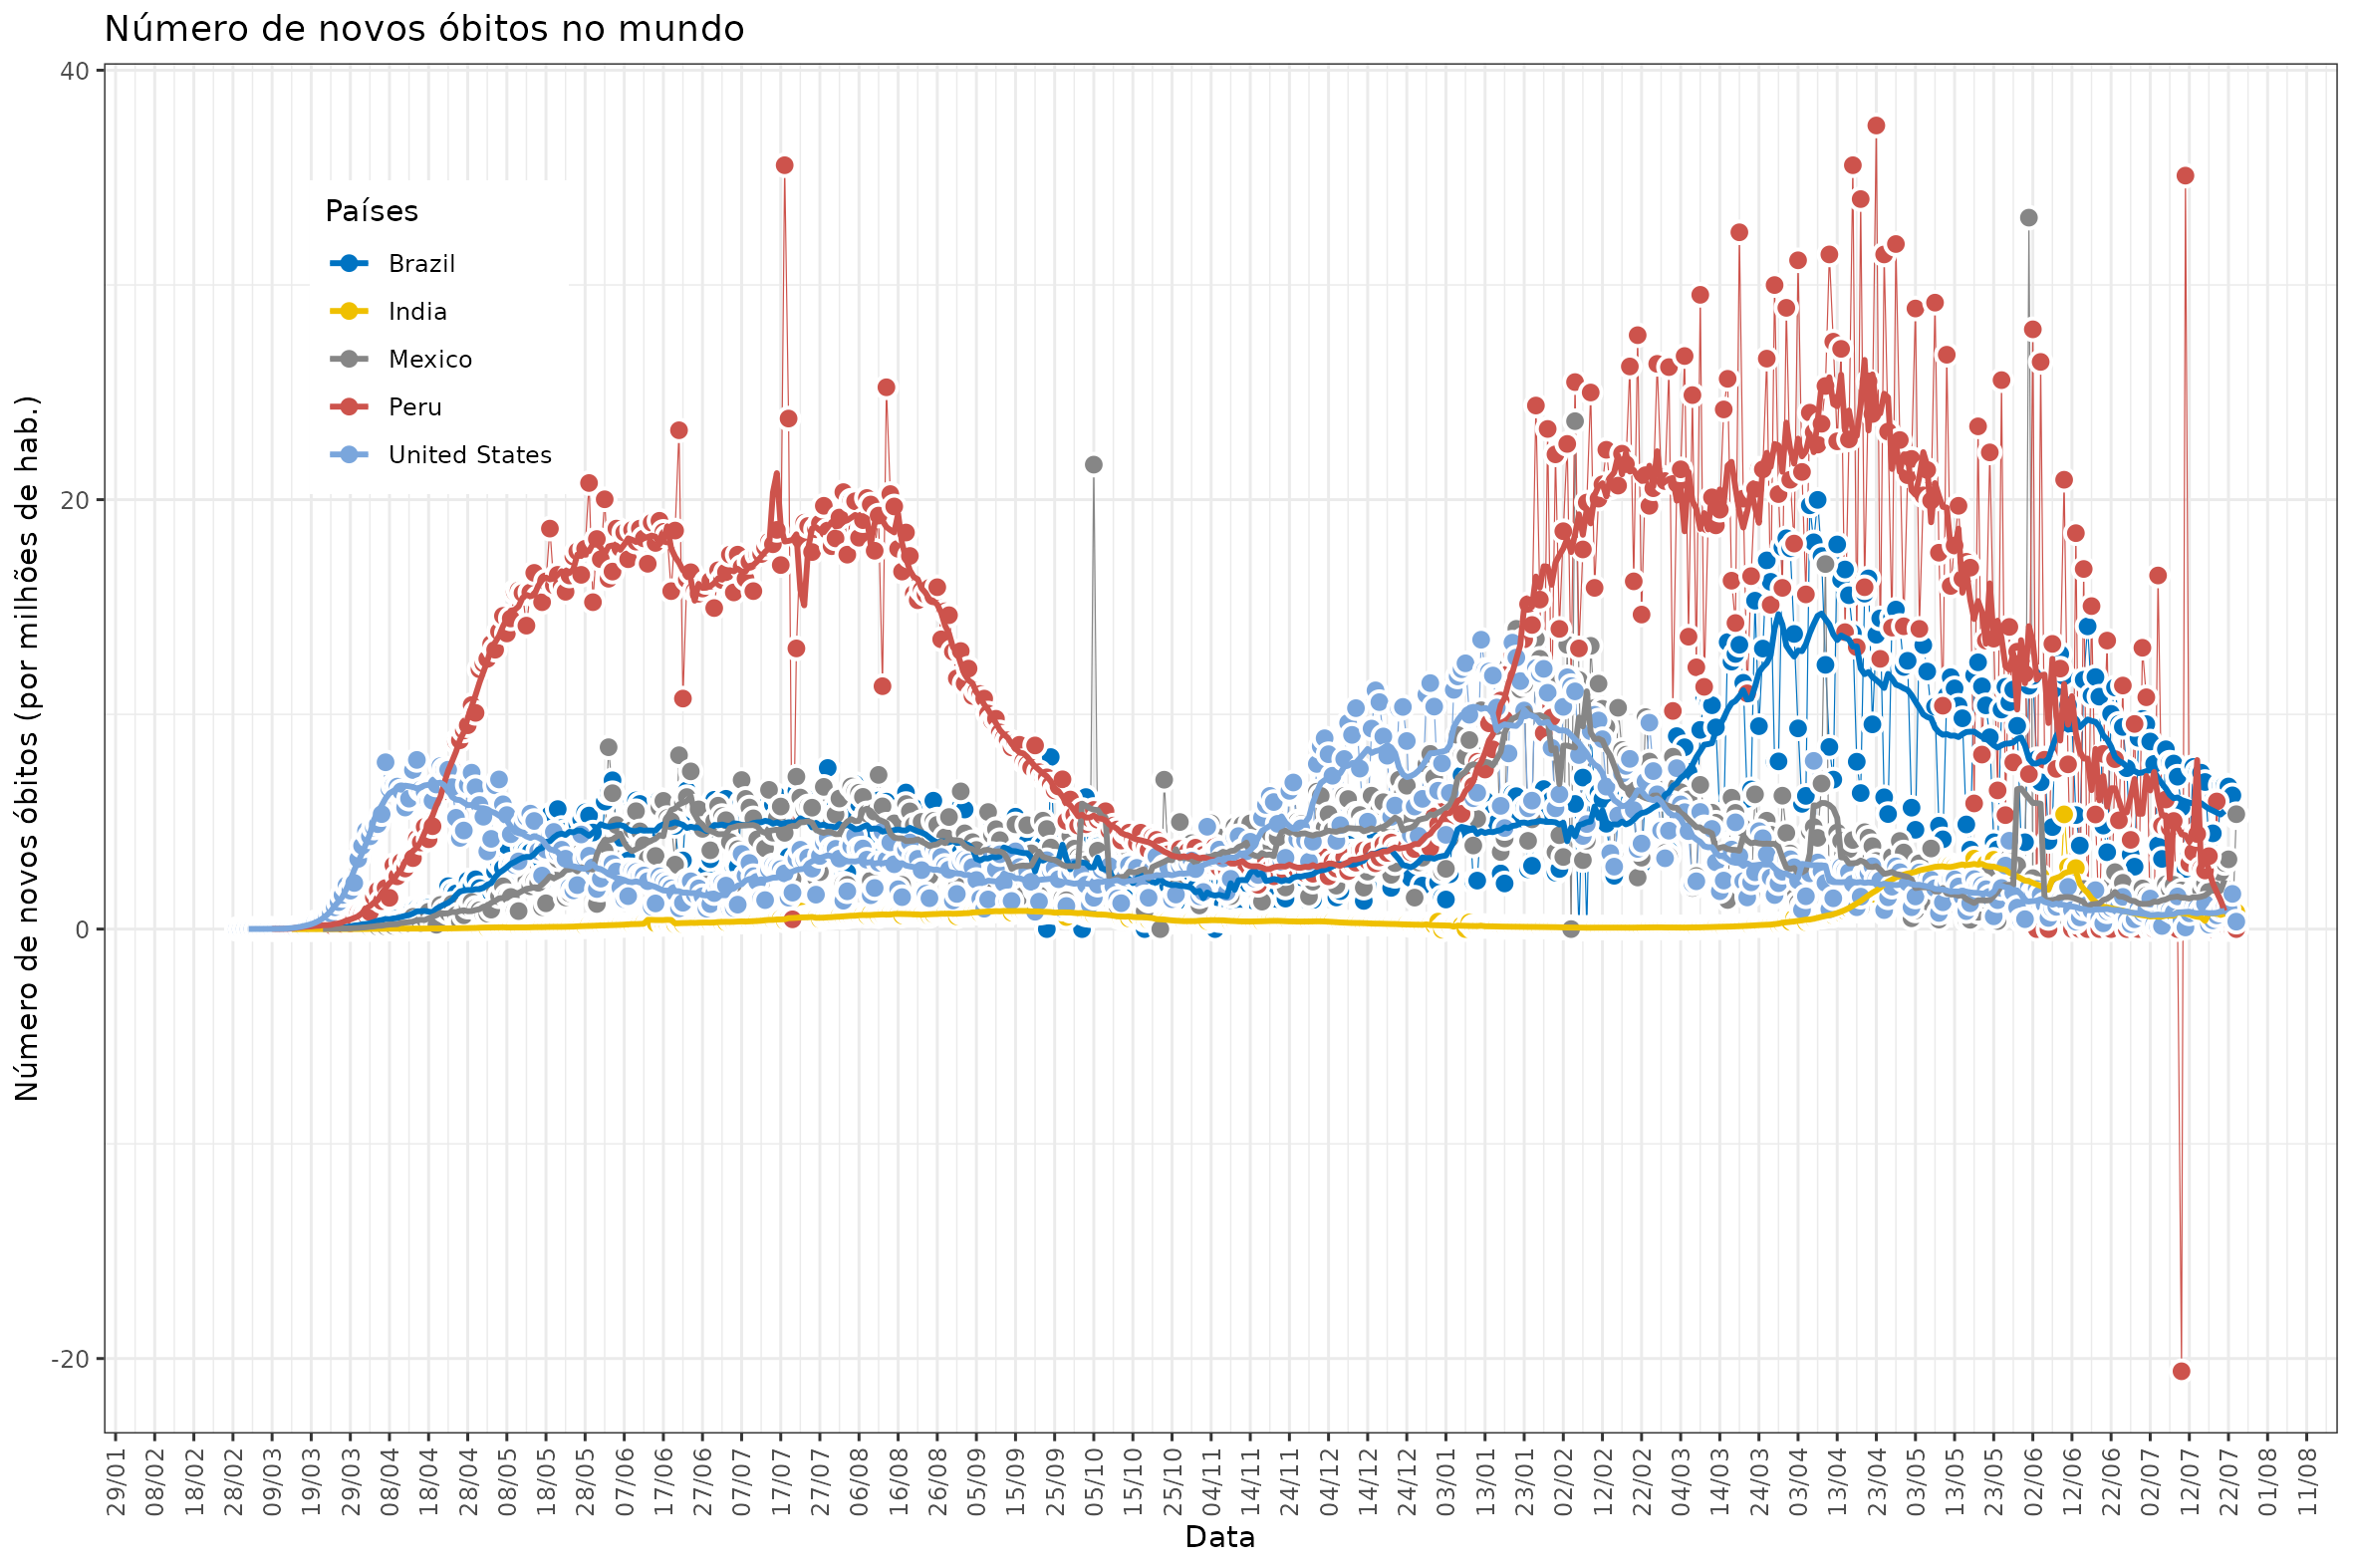 Número de novos óbitos no mundo
Número de novos óbitos (por milhões de hab.)
40
20
0
-20
Países
Brazil
India
Mexico
Peru
United States
29/01 08/02 18/02 28/02 09/03 19/03 29/03 08/04 18/04 28/04 08/05 18/05 28/05 07/06 17/06 27/06 07/07 17/07 27/07 06/08 16/08 26/08 05/09 15/09 25/09 05/10 15/10 25/10 04/11 14/11 24/11 04/12 14/12 24/12 03/01 13/01 23/01 02/02 12/02 22/02 04/03 14/03 24/03 03/04 13/04 23/04 03/05 13/05 23/05 02/06 12/06 22/06 02/07 12/07 22/07 01/08 11/08
Data